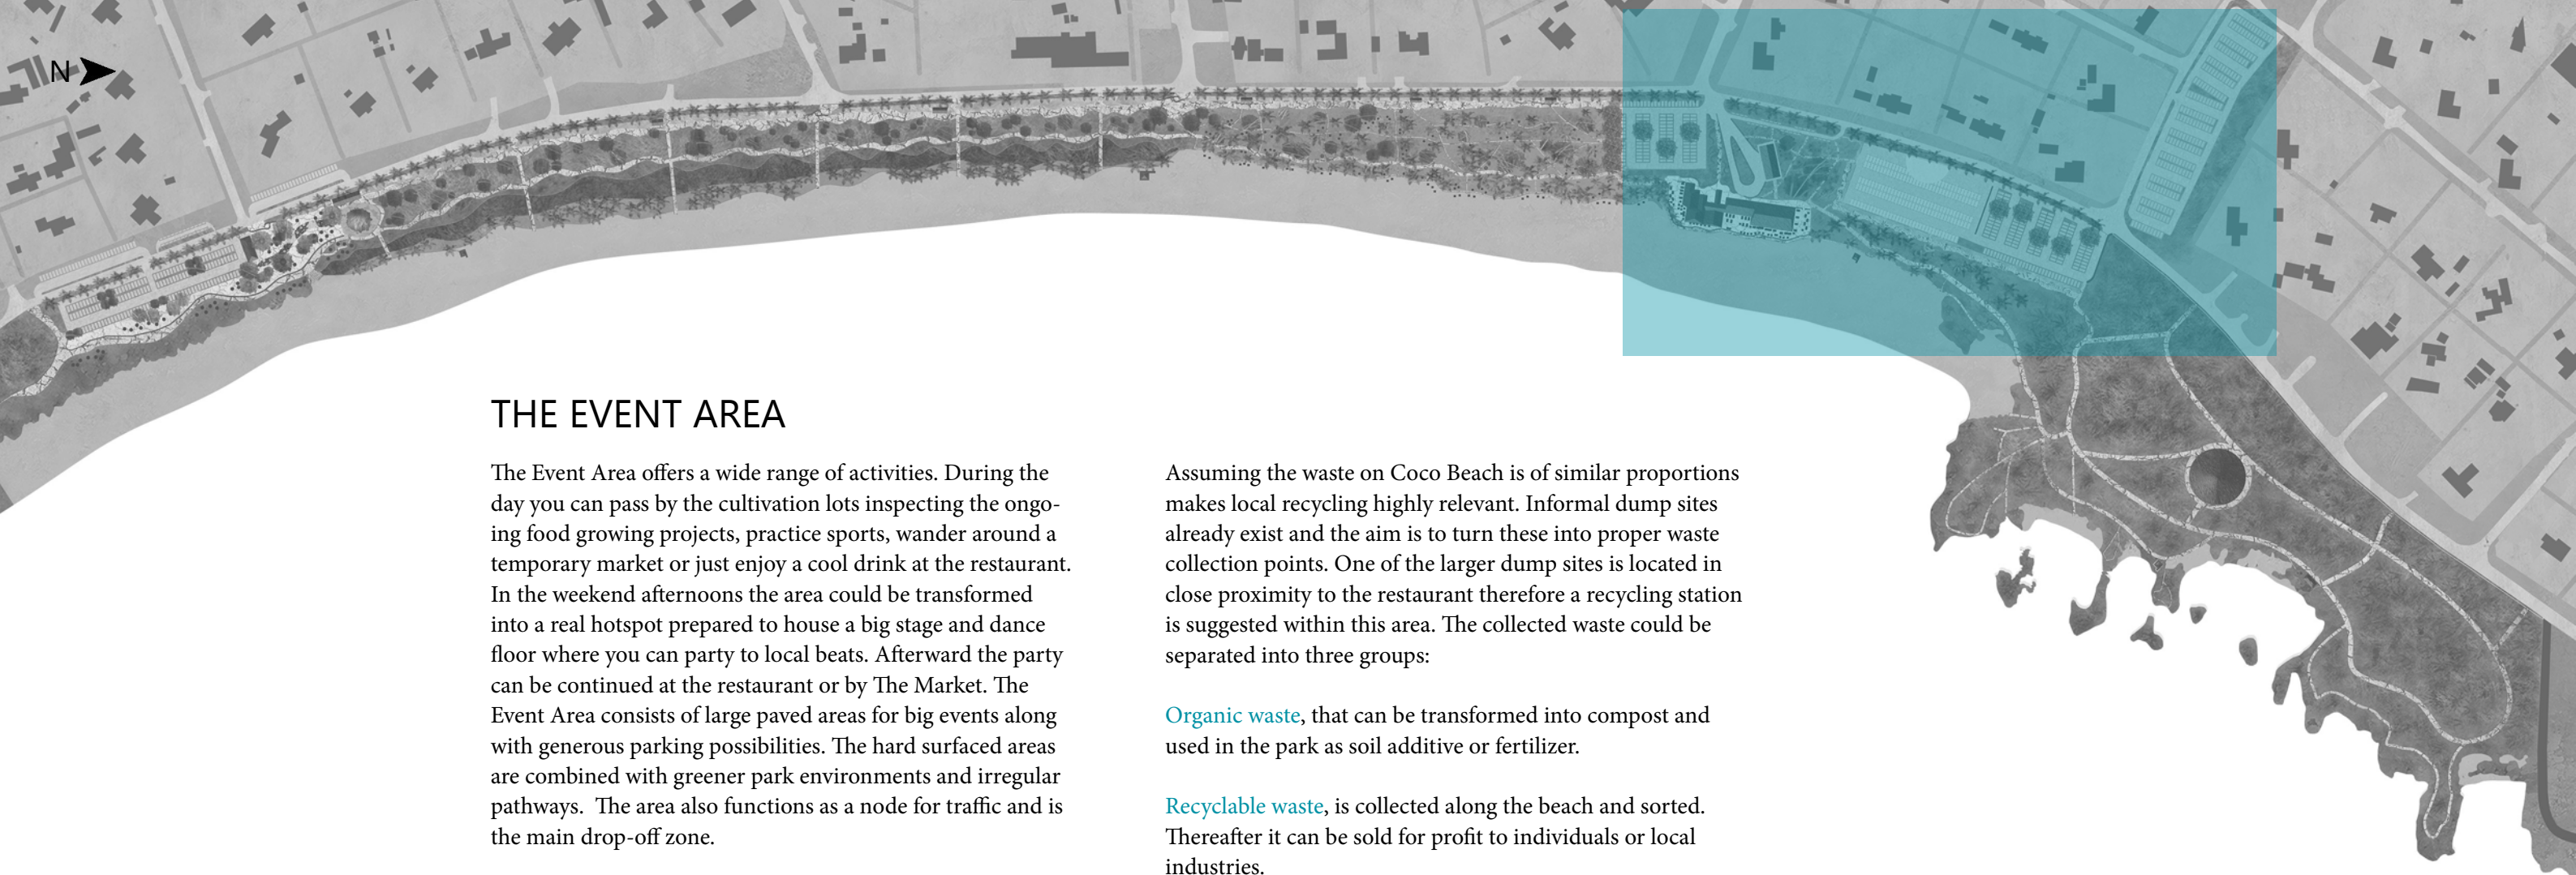 N
THE EVENT AREA
The Event Area offers a wide range of activities. During the
day you can pass by the cultivation lots inspecting the ongo-
ing food growing projects, practice sports, wander around a
temporary market or just enjoy a cool drink at the restaurant.
In the weekend afternoons the area could be transformed
into a real hotspot prepared to house a big stage and dance
floor where you can party to local beats. Afterward the party
can be continued at the restaurant or by The Market. The
Event Area consists of large paved areas for big events along
with generous parking possibilities. The hard surfaced areas
are combined with greener park environments and irregular
pathways.  The area also functions as a node for traffic and is
the main drop-off zone.
Assuming the waste on Coco Beach is of similar proportions
makes local recycling highly relevant. Informal dump sites
already exist and the aim is to turn these into proper waste
collection points. One of the larger dump sites is located in
close proximity to the restaurant therefore a recycling station
is suggested within this area. The collected waste could be
separated into three groups:
Organic waste, that can be transformed into compost and
used in the park as soil additive or fertilizer.
Recyclable waste, is collected along the beach and sorted.
Thereafter it can be sold for profit to individuals or local
industries.